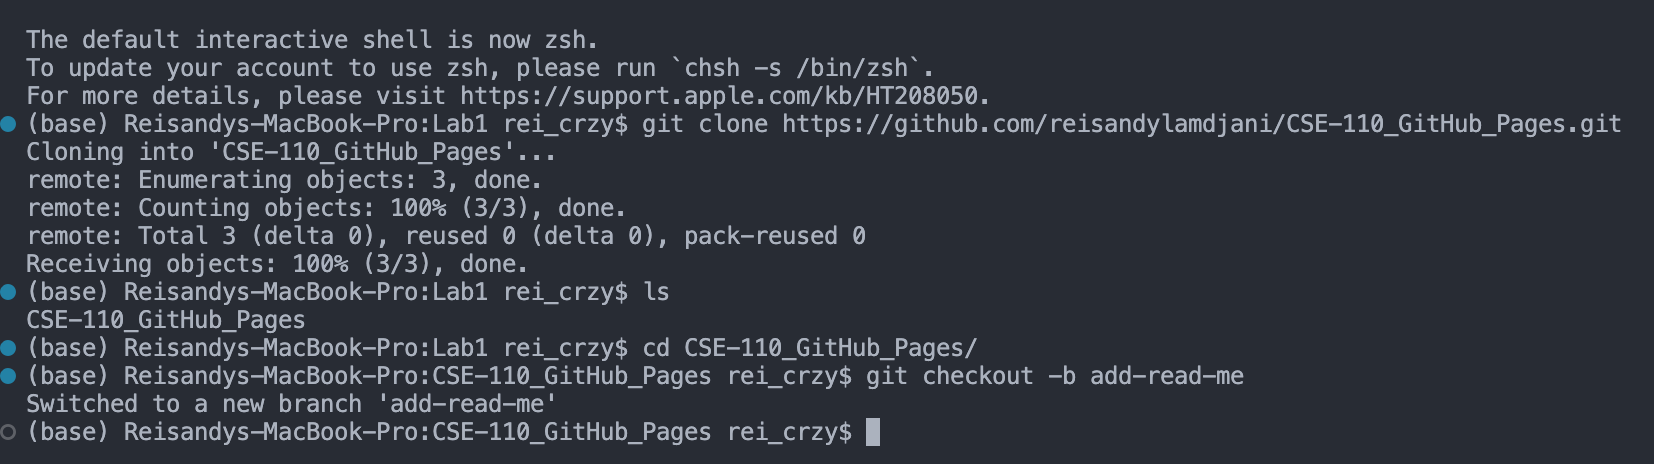 The default interactive shell is now zsh.
To update your account to use zsh, please run `chsh -s /bin/zsh`.
For more details, please visit https://support.apple.com/kb/HT208050.
(base) Reisandys-MacBook-Pro:Lab1 rei_crzy$ git clone https://github.com/reisandylamdjani/CSE-110_GitHub_Pages.git
Cloning into 'CSE-110_GitHub_Pages'...
remote: Enumerating objects: 3, done.
remote: Counting objects: 100% (3/3), done.
remote: Total 3 (delta 0), reused 0 (delta 0), pack-reused 0
Receiving objects: 100% (3/3), done.
(base) Reisandys-MacBook-Pro:Lab1 rei_crzy$ ls
CSE-110_GitHub_Pages
(base) Reisandys-MacBook-Pro:Lab1 rei_crzy$ cd CSE-110_GitHub_Pages/
(base) Reisandys-MacBook-Pro:CSE-110_GitHub_Pages rei_crzy$ git checkout -b add-read-me
Switched to a new branch 'add-read-me'
(base) Reisandys-MacBook-Pro:CSE-110_GitHub_Pages rei_crzy$